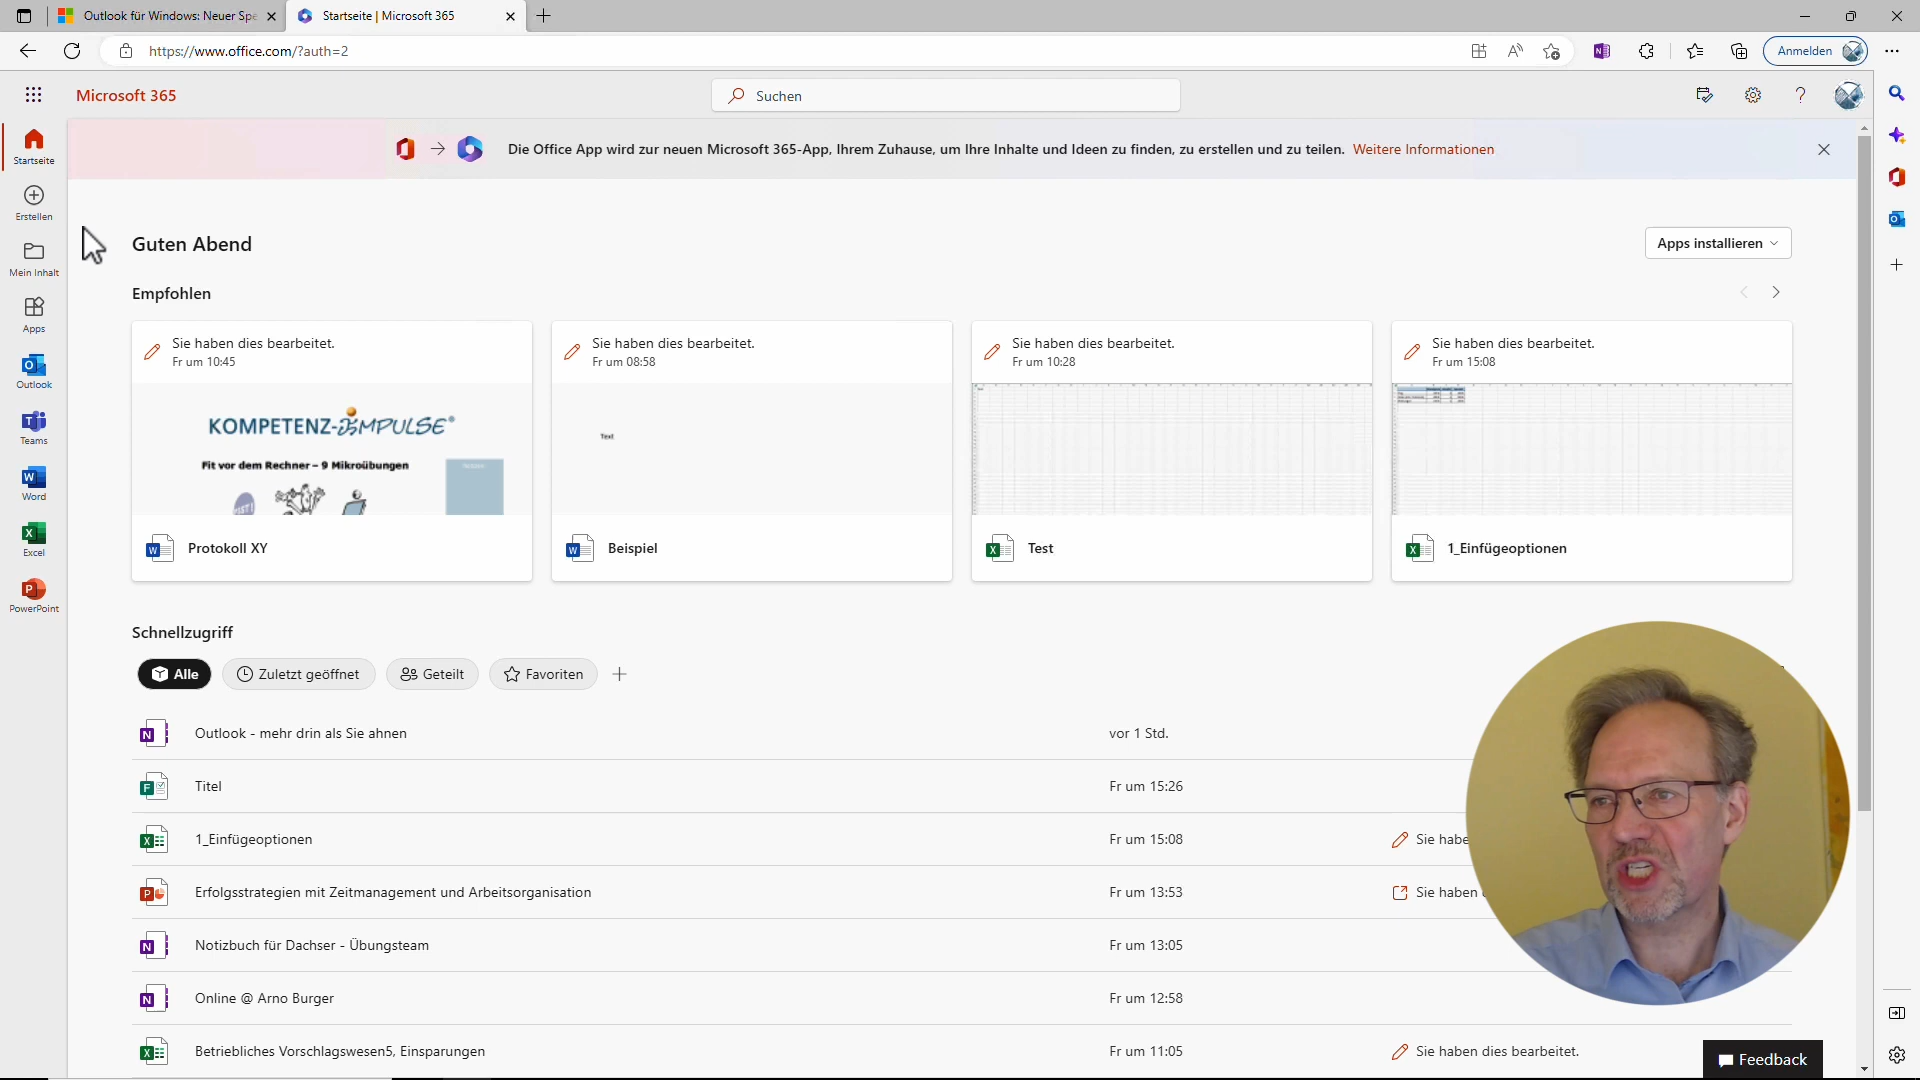 Outlook für Windows: Neuer Spe
Startseite | Microsoft 365
https://www.office.com/?auth=2
Anmelden
Microsoft 365
Suchen
Die Office App wird zur neuen Microsoft 365-App, Ihrem Zuhause, um Ihre Inhalte und Ideen zu finden, zu erstellen und zu teilen. Weitere Informationen
Startseite
Erstellen
Mein Inhalt
Apps
Outlook
Teams
Word
Excel
PowerPoint
Guten Abend
Apps installieren
Empfohlen
Sie haben dies bearbeitet.
Fr um 10:45
KOMPETENZ-IMPULSE®
Fit vor dem Rechner – 9 Mikroübungen
Protokoll XY
Sie haben dies bearbeitet.
Fr um 08:58
Text
Beispiel
Sie haben dies bearbeitet.
Fr um 10:28
Test
Sie haben dies bearbeitet.
Fr um 15:08
1_Einfügeoptionen
Schnellzugriff
Alle
Zuletzt geöffnet
Geteilt
Favoriten
Outlook - mehr drin als Sie ahnen
vor 1 Std.
Titel
Fr um 15:26
1_Einfügeoptionen
Fr um 15:08
Sie habe
Erfolgsstrategien mit Zeitmanagement und Arbeitsorganisation
Fr um 13:53
Sie haben
Notizbuch für Dachser - Übungsteam
Fr um 13:05
Online @ Arno Burger
Fr um 12:58
Betriebliches Vorschlagswesen5, Einsparungen
Fr um 11:05
Sie haben dies bearbeitet.
Feedback